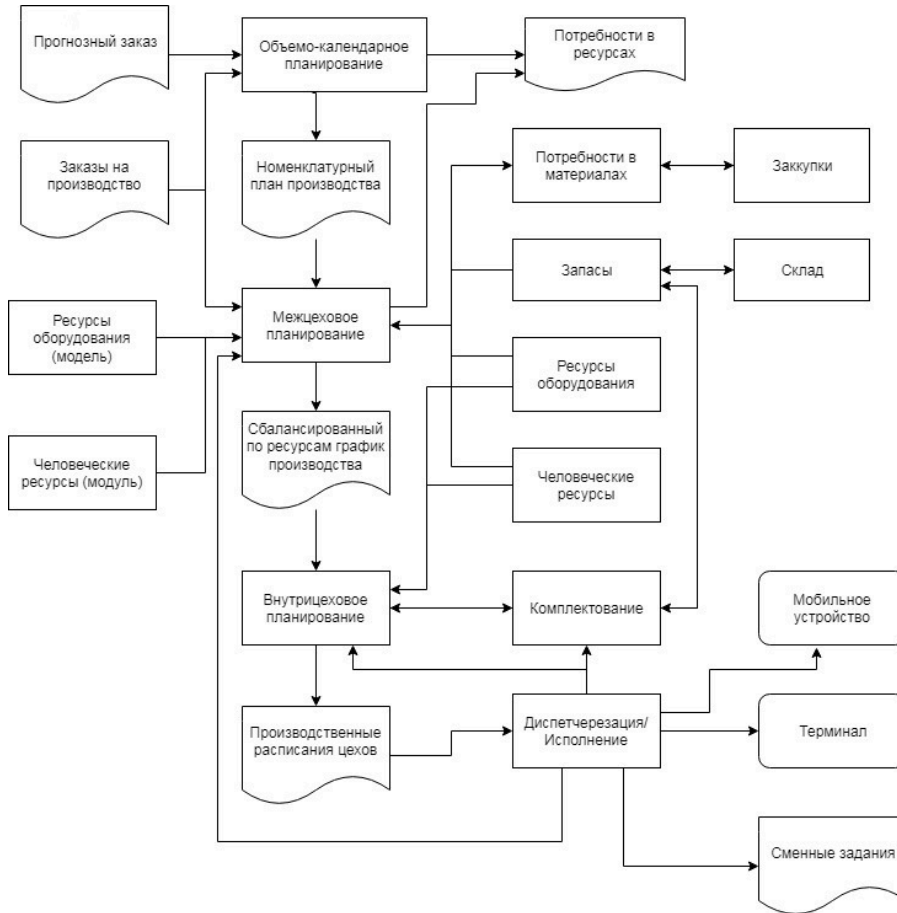 Прогнозный заказ
Объемо-календарное
планирование
Потребности в
ресурсах
Заказы на
производство
Номенклатурный
план производства
Потребности в
материалах
Заккупки
Запасы
Склад
Ресурсы
оборудования
(модель)
Межцеховое
планирование
Ресурсы
оборудования
Человеческие
ресурсы (модуль)
Сбалансированный
по ресурсам график
производства
Человеческие
ресурсы
Внутрицеховое
планирование
Комплектование
Мобильное
устройство
Производственные
расписания цехов
Диспетчерезация/
Исполнение
Терминал
Сменные задания